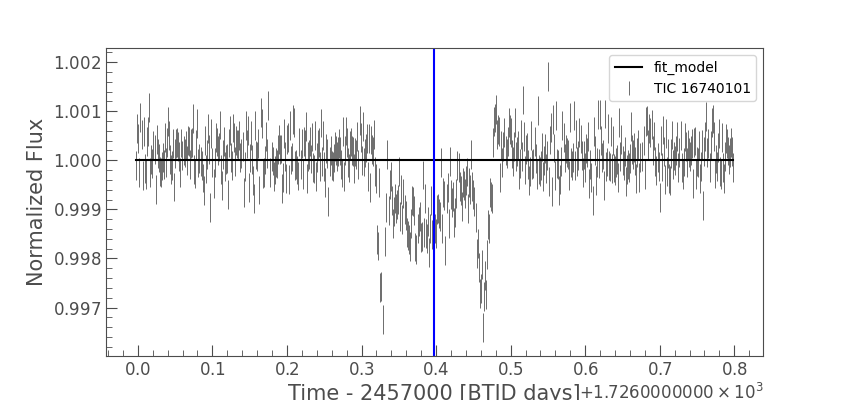 1.002
1.001
1.000
0.999
0.998
0.997
Normalized Flux
fit_model
TIC 16740101
0.0 0.1 0.2 0.3 0.4 0.5 0.6 0.7 0.8
Time - 2457000 [BTJD days]
+1.7260000000 × 10³